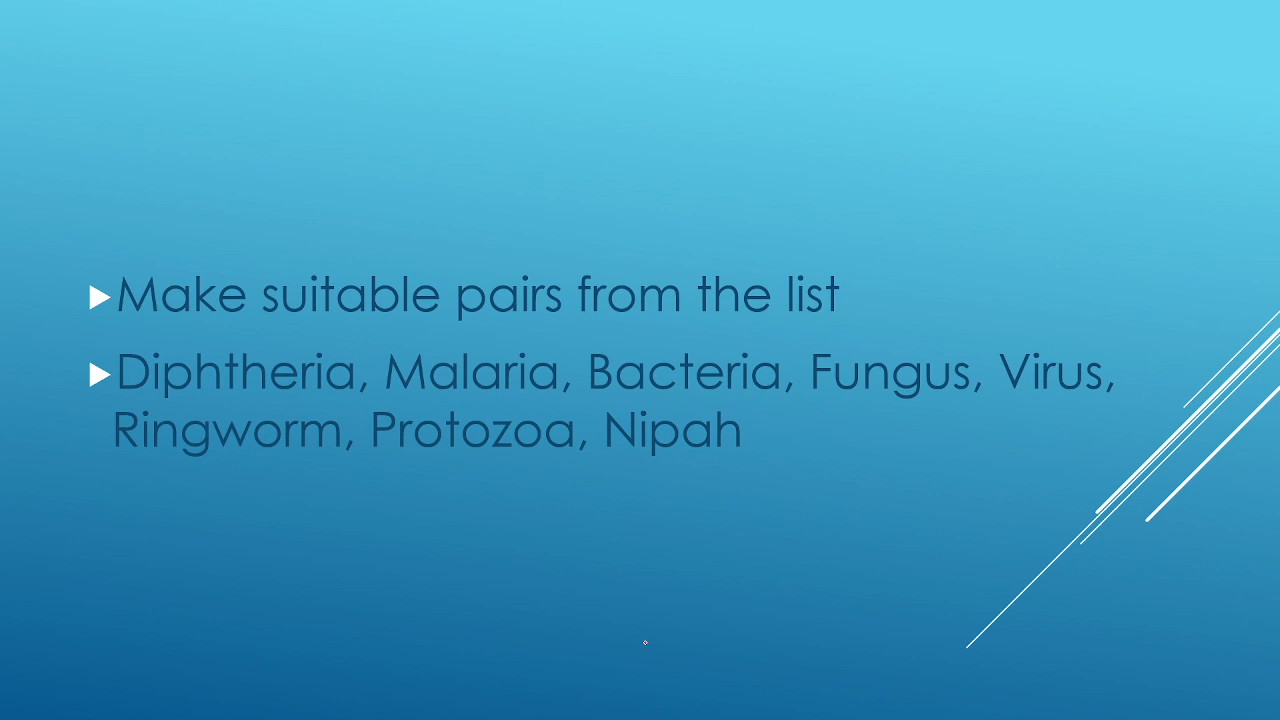 Make suitable pairs from the list
Diphtheria, Malaria, Bacteria, Fungus, Virus,
Ringworm, Protozoa, Nipah